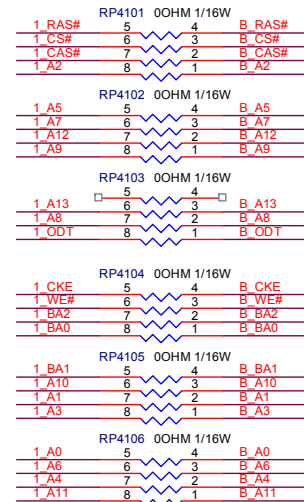 RP4101 0OHM 1/16W
1_RAS# 5 4 B_RAS#
1_CS# 6 3 B_CS#
1_CAS# 7 2 B_CAS#
1_A2 8 1 B_A2
RP4102 0OHM 1/16W
1_A5 5 4 B_A5
1_A7 6 3 B_A7
1_A12 7 2 B_A12
1_A9 8 1 B_A9
RP4103 0OHM 1/16W
5 4
1_A13 6 3 B_A13
1_A8 7 2 B_A8
1_ODT 8 1 B_ODT
RP4104 0OHM 1/16W
1_CKE 5 4 B_CKE
1_WE# 6 3 B_WE#
1_BA2 7 2 B_BA2
1_BA0 8 1 B_BA0
RP4105 0OHM 1/16W
1_BA1 5 4 B_BA1
1_A10 6 3 B_A10
1_A1 7 2 B_A1
1_A3 8 1 B_A3
RP4106 0OHM 1/16W
1_A0 5 4 B_A0
1_A6 6 3 B_A6
1_A4 7 2 B_A4
1_A11 8 1 B_A11